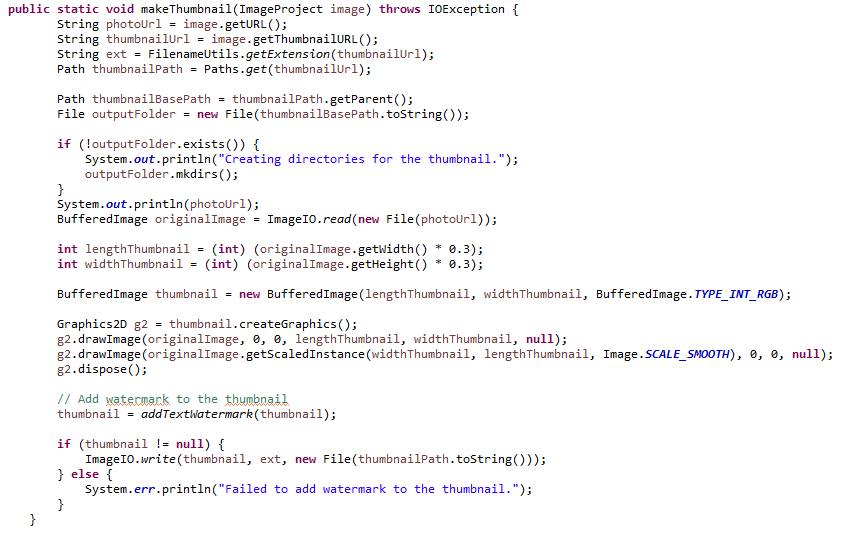 public static void makeThumbnail(ImageProject image) throws IOException {
String photoUrl = image.getURL();
String thumbnailUrl = image.getThumbnailURL();
String ext = FilenameUtils.getExtension(thumbnailUrl);
Path thumbnailPath = Paths.get(thumbnailUrl);
Path thumbnailBasePath = thumbnailPath.getParent();
File outputFolder = new File(thumbnailBasePath.toString());
if (!outputFolder.exists()) {
System.out.println("Creating directories for the thumbnail.");
outputFolder.mkdirs();
}
System.out.println(photoUrl);
BufferedImage originalImage = ImageIO.read(new File(photoUrl));
int lengthThumbnail = (int) (originalImage.getWidth() * 0.3);
int widthThumbnail = (int) (originalImage.getHeight() * 0.3);
BufferedImage thumbnail = new BufferedImage(lengthThumbnail, widthThumbnail, BufferedImage.TYPE_INT_RGB);
Graphics2D g2 = thumbnail.createGraphics();
g2.drawImage(originalImage, 0, 0, lengthThumbnail, widthThumbnail, null);
g2.drawImage(originalImage.getScaledInstance(widthThumbnail, lengthThumbnail, Image.SCALE_SMOOTH), 0, 0, null);
g2.dispose();
// Add watermark to the thumbnail
thumbnail = addTextWatermark(thumbnail);
if (thumbnail != null) {
ImageIO.write(thumbnail, ext, new File(thumbnailPath.toString()));
} else {
System.err.println("Failed to add watermark to the thumbnail.");
}
}